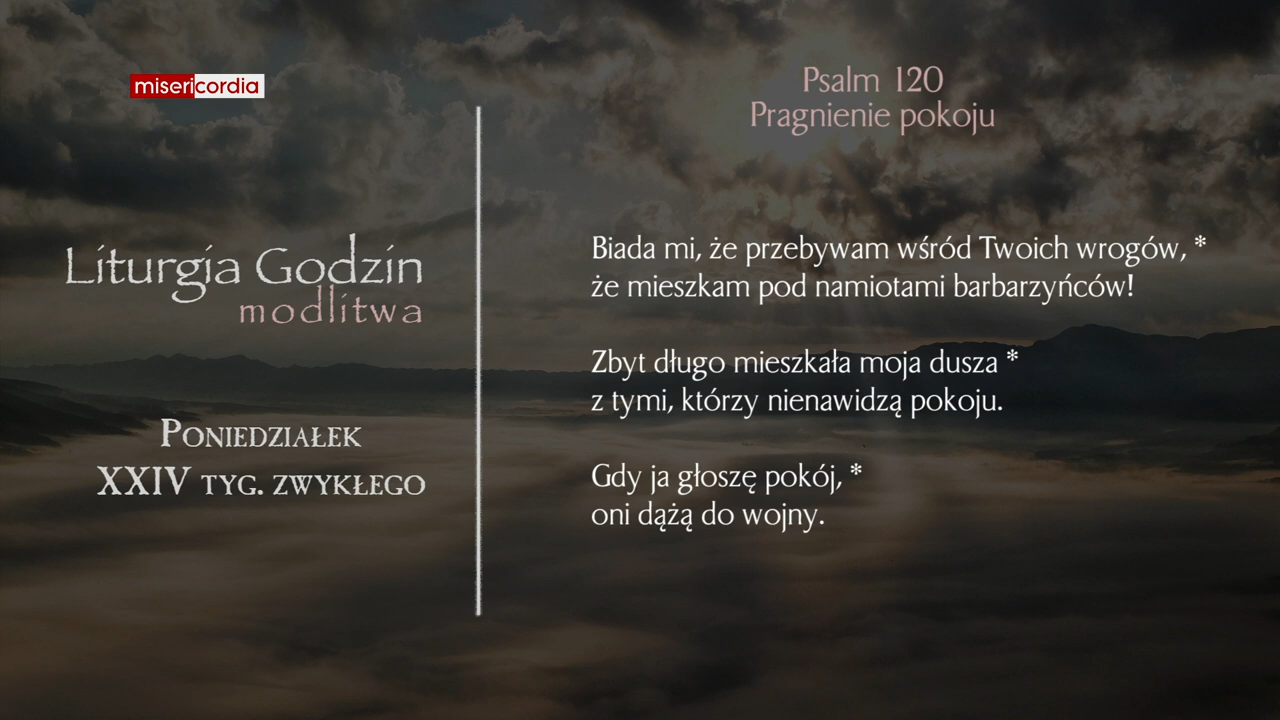 misericordia
Liturgia Godzin
modlitwa
Poniedziałek
XXIV tyg. zwykłego
Psalm 120
Pragnienie pokoju
Biada mi, że przebywam wśród Twoich wrogów, *
że mieszkam pod namiotami barbarzyńców!
Zbyt długo mieszkała moja dusza *
z tymi, którzy nienawidzą pokoju.
Gdy ja głoszę pokój, *
oni dążą do wojny.